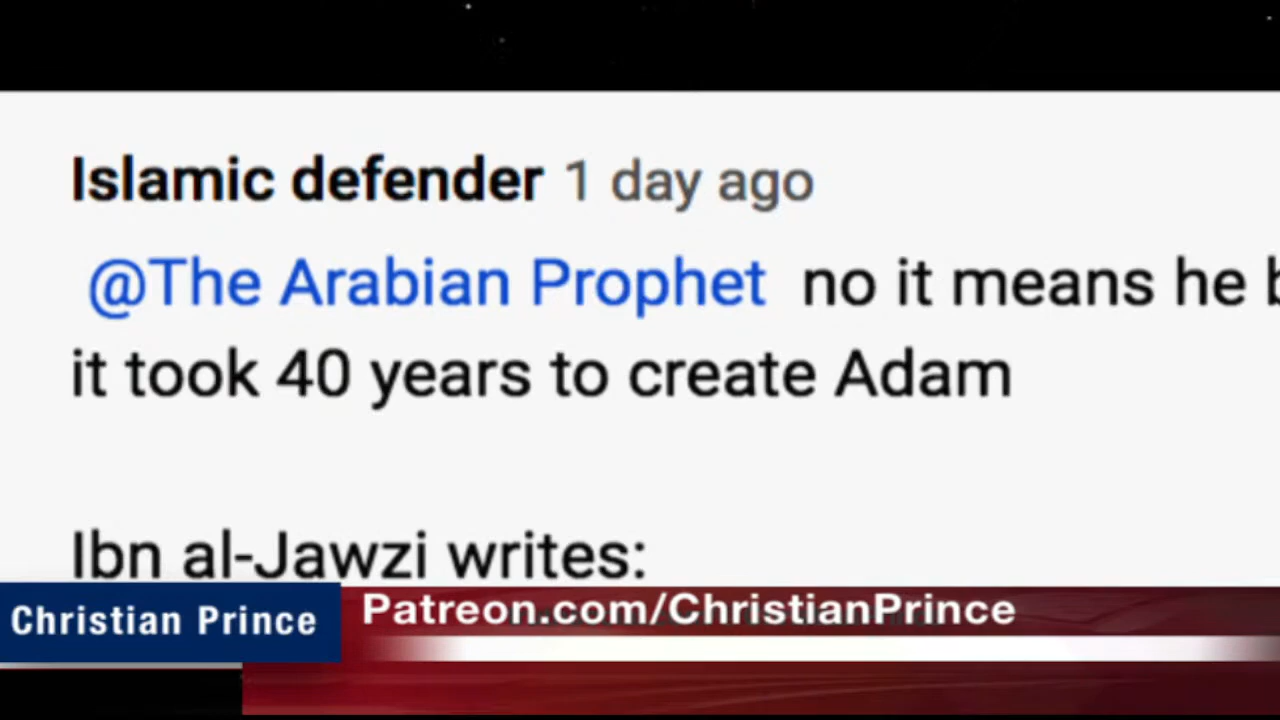 Islamic defender 1 day ago
@The Arabian Prophet no it means he
it took 40 years to create Adam
Ibn al-Jawzi writes:
Christian Prince
Patreon.com/ChristianPrince